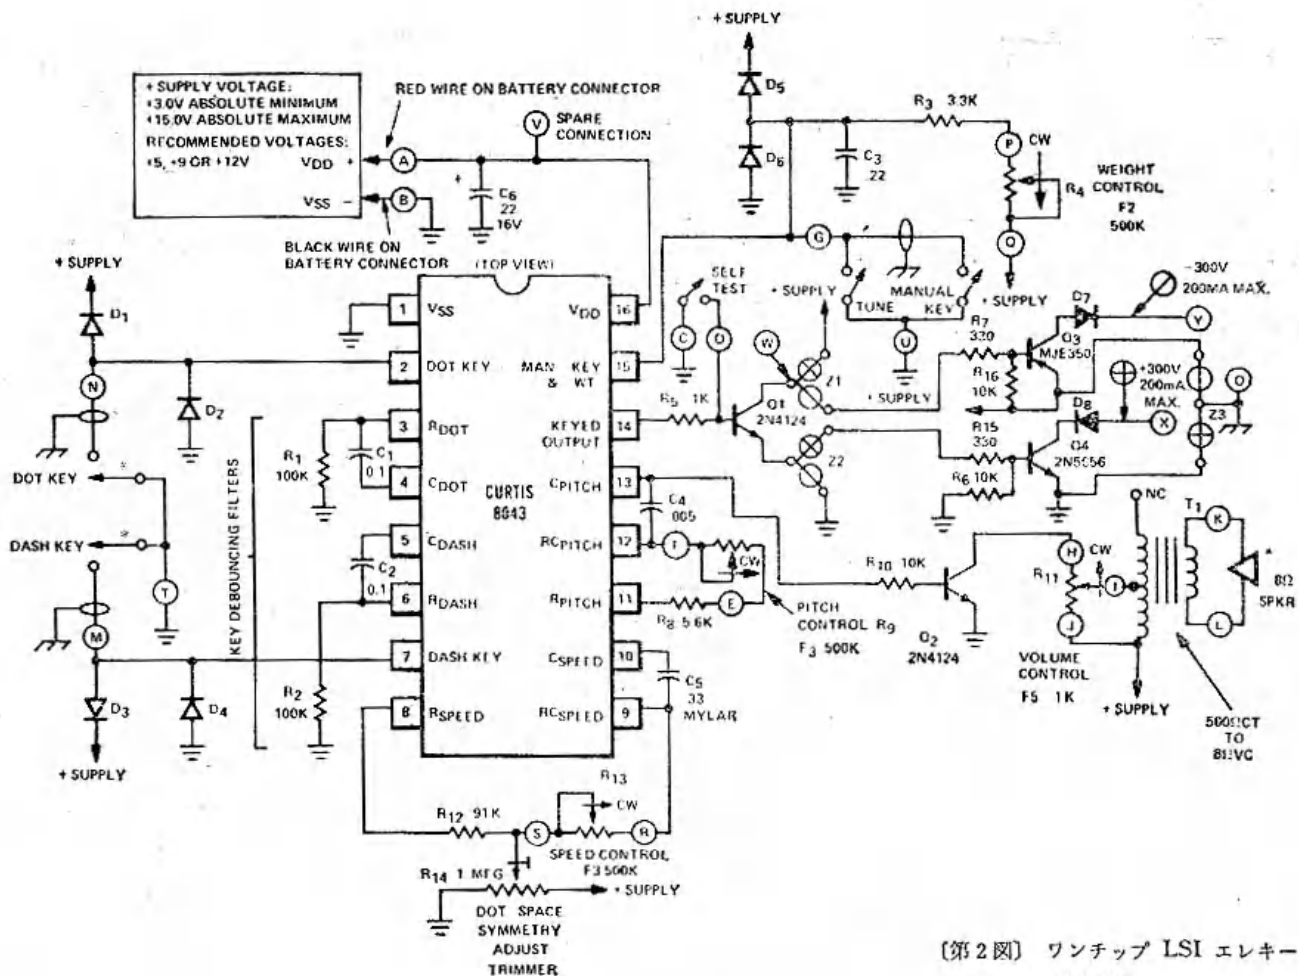 + SUPPLY VOLTAGE:
+3.0V ABSOLUTE MINIMUM
+15.0V ABSOLUTE MAXIMUM
RECOMMENDED VOLTAGES:
+5, +9 OR +12V
VDD +
VSS −
RED WIRE ON BATTERY CONNECTOR
A
B
BLACK WIRE ON
BATTERY CONNECTOR
V
SPARE
CONNECTION
+
C6
22
16V
+ SUPPLY
D5
D6
C3
.22
R3 3.3K
P
CW
R4
WEIGHT
CONTROL
F2
500K
Q
+ SUPPLY
G
TUNE
MANUAL
KEY
U
+ SUPPLY
D1
N
D2
DOT KEY
*
DASH KEY
*
T
M
D3
D4
+ SUPPLY
KEY DEBOUNCING FILTERS
R1
100K
C1
0.1
C2
0.1
R2
100K
(TOP VIEW)
CURTIS
8043
1 VSS
2 DOT KEY
3 RDOT
4 CDOT
5 CDASH
6 RDASH
7 DASH KEY
8 RSPEED
VDD 16
MAN KEY
& WT 15
KEYED
OUTPUT 14
CPITCH 13
RCPITCH 12
RPITCH 11
CSPEED 10
RCSPEED 9
SELF
TEST
C
D
R5 1K
Q1
2N4124
W
+ SUPPLY
Z1
Z2
R7
330
R16
10K
+ SUPPLY
Q3
MJE350
D7
−300V
200MA MAX.
Y
+300V
200mA
MAX.
D8
X
R15
330
R6 10K
Q4
2N5656
Z3
O
C4
.005
F
CW
R8 5.6K
E
PITCH
CONTROL R9
F3 500K
C5
.33
MYLAR
R10 10K
Q2
2N4124
H
CW
R11
I
J
VOLUME
CONTROL
F5 1K
+ SUPPLY
NC
T1
K
L
*
8Ω
SPKR
500ΩCT
TO
8ΩVC
R12 91K
S
R13
CW
R
SPEED CONTROL
F3 500K
R14 1 MEG
+ SUPPLY
DOT SPACE
SYMMETRY
ADJUST
TRIMMER
〔第2図〕 ワンチップ LSI エレキー